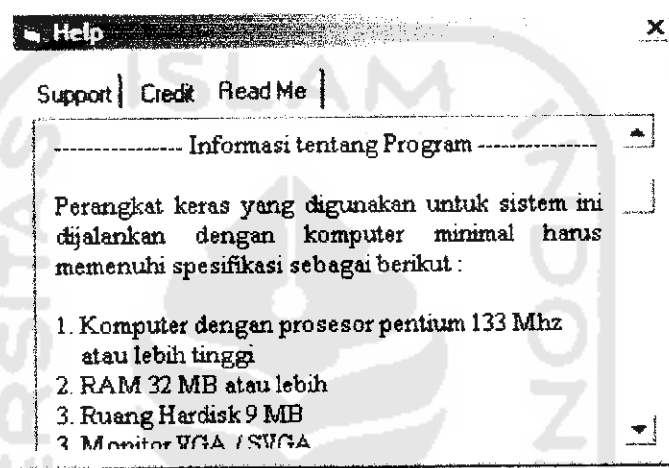 Help
Support Credit Read Me
--------------- Informasi tentang Program --------------
Perangkat keras yang digunakan untuk sistem ini
dijalankan dengan komputer minimal harus
memenuhi spesifikasi sebagai berikut :
1. Komputer dengan prosesor pentium 133 Mhz
atau lebih tinggi
2. RAM 32 MB atau lebih
3. Ruang Hardisk 9 MB
3. Monitor VGA / SVGA
ISLAM